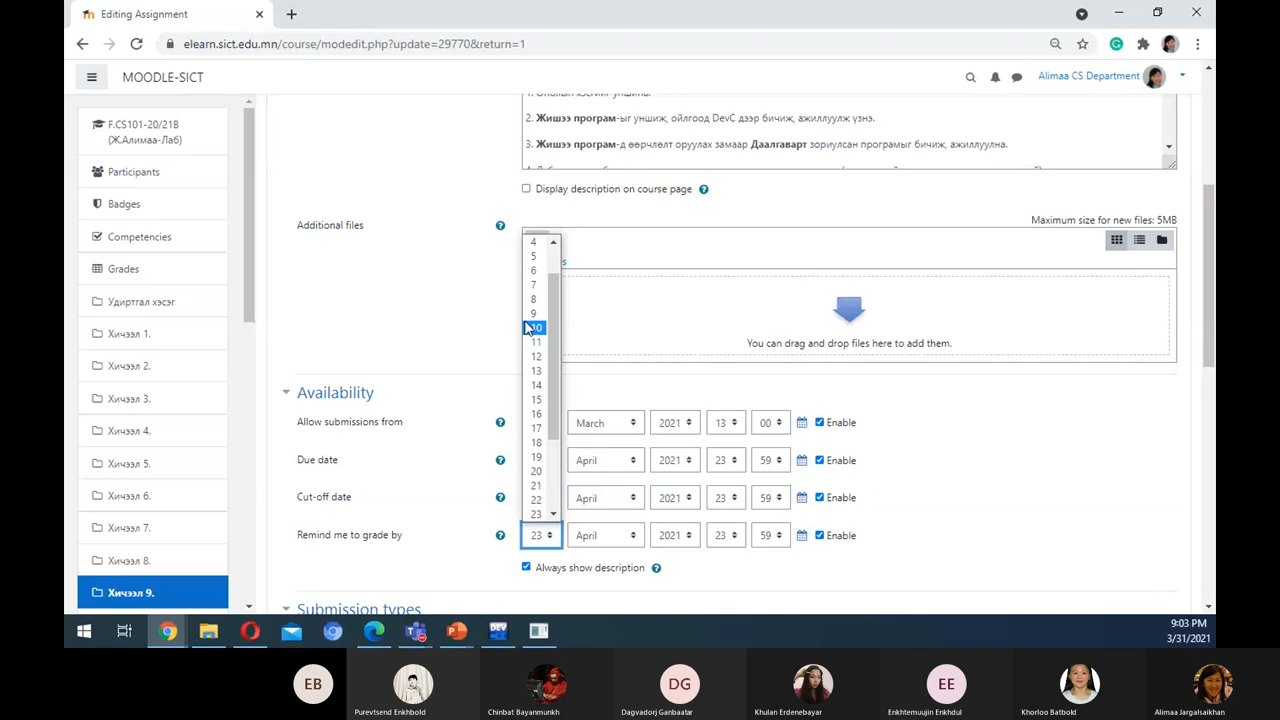 Editing Assignment
elearn.sict.edu.mn/course/modedit.php?update=29770&return=1
MOODLE-SICT
Alimaa CS Department
F.CS101-20/21B
(Ж.Алимаа-Лаб)
Participants
Badges
Competencies
Grades
Удиртгал хэсэг
Хичээл 1.
Хичээл 2.
Хичээл 3.
Хичээл 4.
Хичээл 5.
Хичээл 6.
Хичээл 7.
Хичээл 8.
Хичээл 9.
2. Жишээ програм-ыг уншиж, ойлгоод DevC дээр бичиж, ажиллуулж үзнэ.
3. Жишээ програм-д өөрчлөлт оруулах замаар Даалгаварт зориулсан програмыг бичиж, ажиллуулна.
Display description on course page
Additional files
Maximum size for new files: 5MB
You can drag and drop files here to add them.
4
5
6
7
8
9
10
11
12
13
14
15
16
17
18
19
20
21
22
23
Availability
Allow submissions from March 2021 13 00 Enable
Due date April 2021 23 59 Enable
Cut-off date April 2021 23 59 Enable
Remind me to grade by 23 April 2021 23 59 Enable
Always show description
Submission types
DEV
9:03 PM
3/31/2021
EB
DG
EE
Purevtsend Enkhbold
Chinbat Bayanmunkh
Dagvadorj Ganbaatar
Khulan Erdenebayar
Enkhtemuujin Enkhdul
Khorloo Batbold
Alimaa Jargalsaikhan